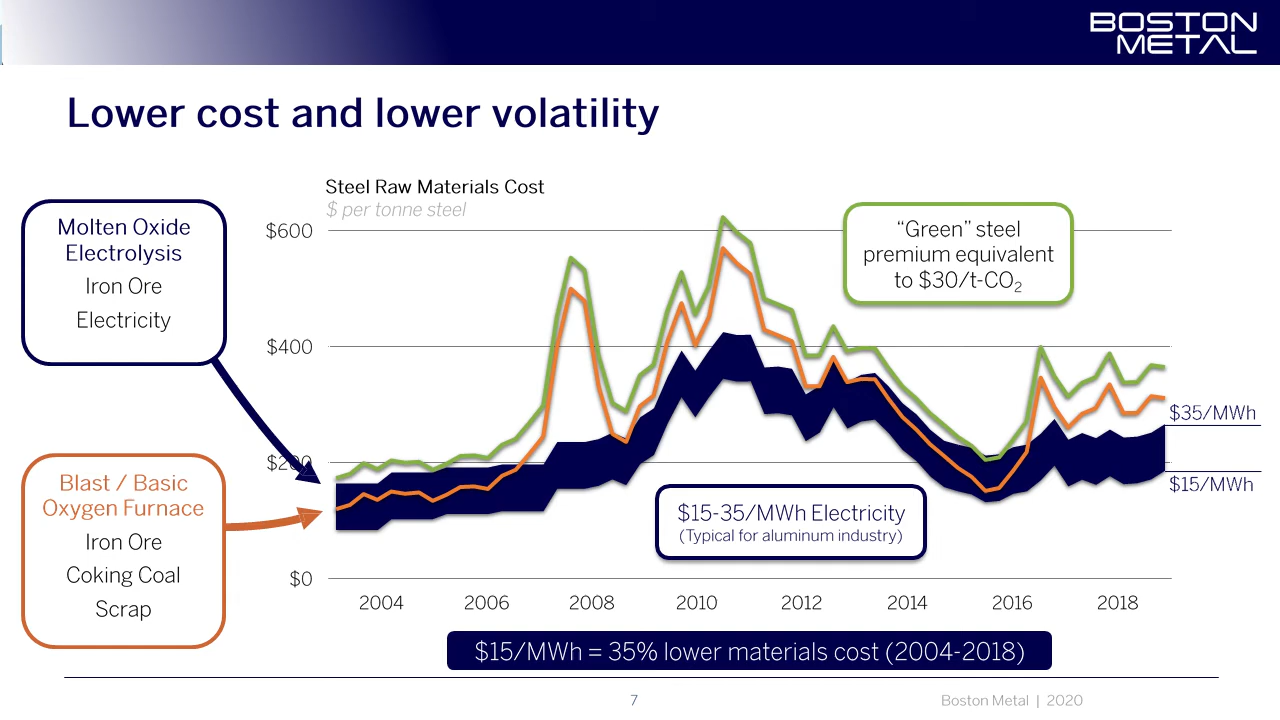 BOSTON
METAL
Lower cost and lower volatility
Steel Raw Materials Cost
$ per tonne steel
Molten Oxide
Electrolysis
Iron Ore
Electricity
Blast / Basic
Oxygen Furnace
Iron Ore
Coking Coal
Scrap
$600
$400
$200
$0
“Green” steel
premium equivalent
to $30/t-CO₂
$35/MWh
$15/MWh
$15-35/MWh Electricity
(Typical for aluminum industry)
2004 2006 2008 2010 2012 2014 2016 2018
$15/MWh = 35% lower materials cost (2004-2018)
7
Boston Metal | 2020